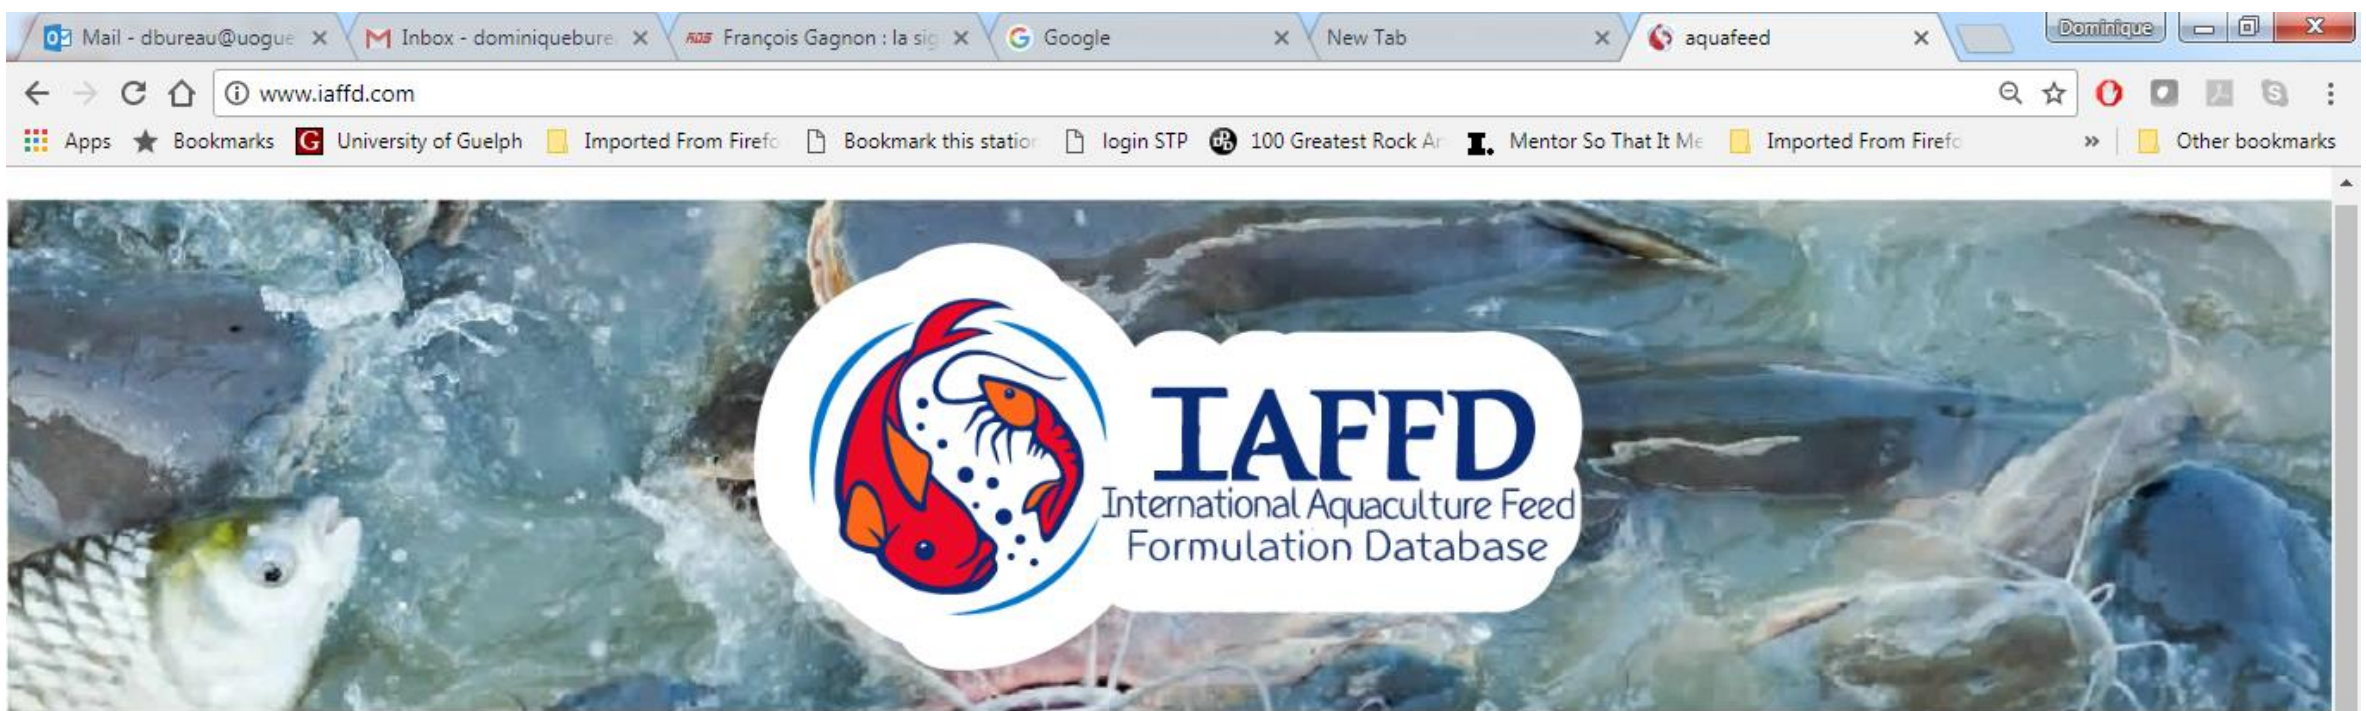 Mail - dbureau@uogue
Inbox - dominiquebure
RDS François Gagnon : la sig
Google
New Tab
aquafeed
Dominique
www.iaffd.com
Apps
Bookmarks
G University of Guelph
Imported From Firefo
Bookmark this station
login STP
100 Greatest Rock Ar
I. Mentor So That It Me
Imported From Firefo
Other bookmarks
IAFFD
International Aquaculture Feed
Formulation Database